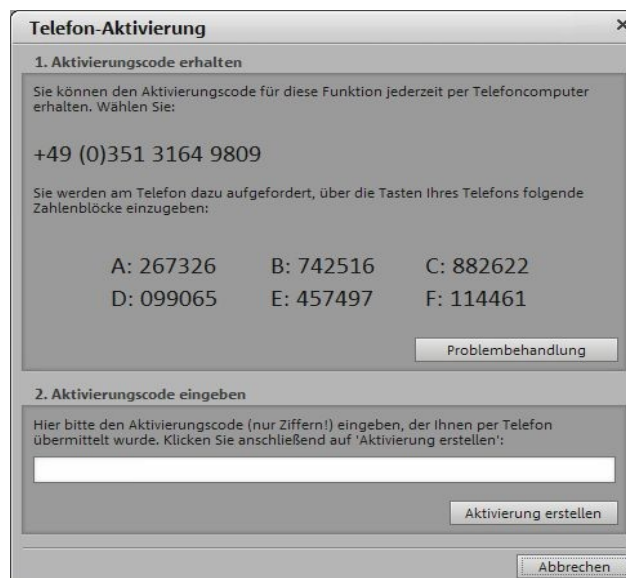 Telefon-Aktivierung
×
1. Aktivierungscode erhalten
Sie können den Aktivierungscode für diese Funktion jederzeit per Telefoncomputer
erhalten. Wählen Sie:
+49 (0)351 3164 9809
Sie werden am Telefon dazu aufgefordert, über die Tasten Ihres Telefons folgende
Zahlenblöcke einzugeben:
A: 267326 B: 742516 C: 882622
D: 099065 E: 457497 F: 114461
Problembehandlung
2. Aktivierungscode eingeben
Hier bitte den Aktivierungscode (nur Ziffern!) eingeben, der Ihnen per Telefon
übermittelt wurde. Klicken Sie anschließend auf 'Aktivierung erstellen':
Aktivierung erstellen
Abbrechen